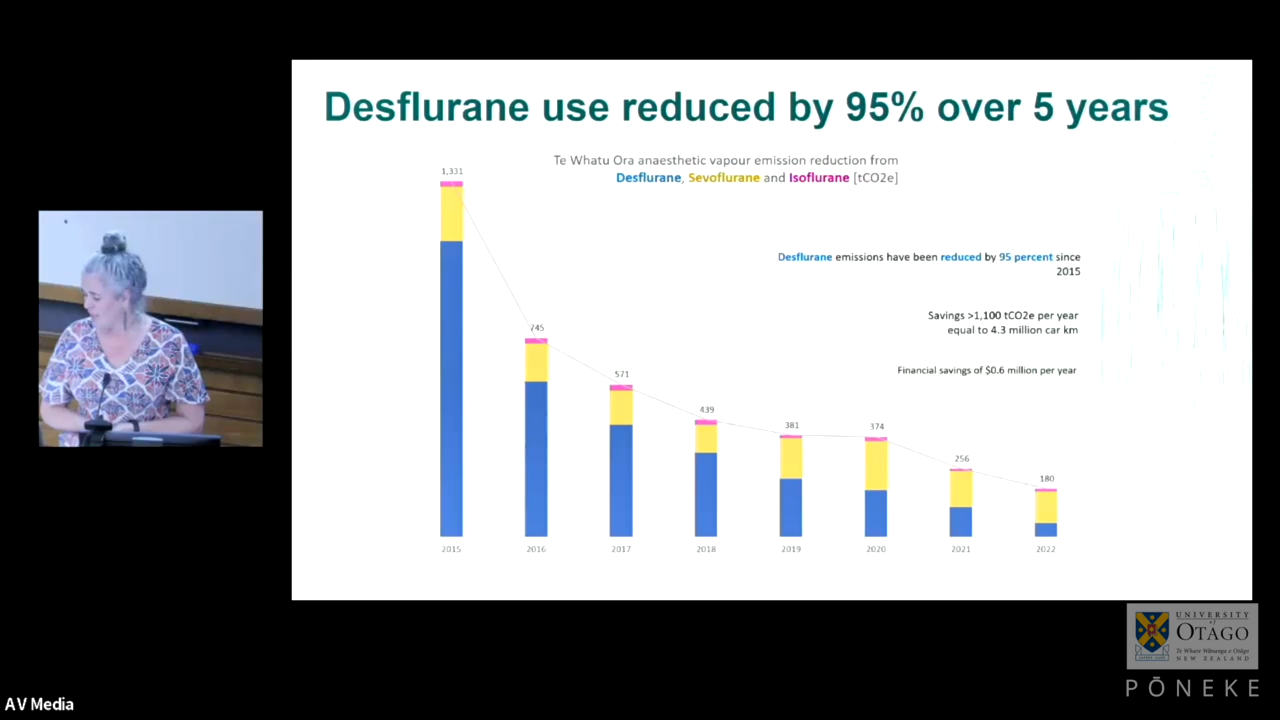 Desflurane use reduced by 95% over 5 years
Te Whatu Ora anaesthetic vapour emission reduction from
Desflurane, Sevoflurane and Isoflurane [tCO2e]
1,331
745
571
439
381
374
256
180
Desflurane emissions have been reduced by 95 percent since
2015
Savings >1,100 tCO2e per year
equal to 4.3 million car km
Financial savings of $0.6 million per year
2015 2016 2017 2018 2019 2020 2021 2022
UNIVERSITY
of
OTAGO
Te Whare Wānanga o Otāgo
NEW ZEALAND
PŌNEKE
AV Media